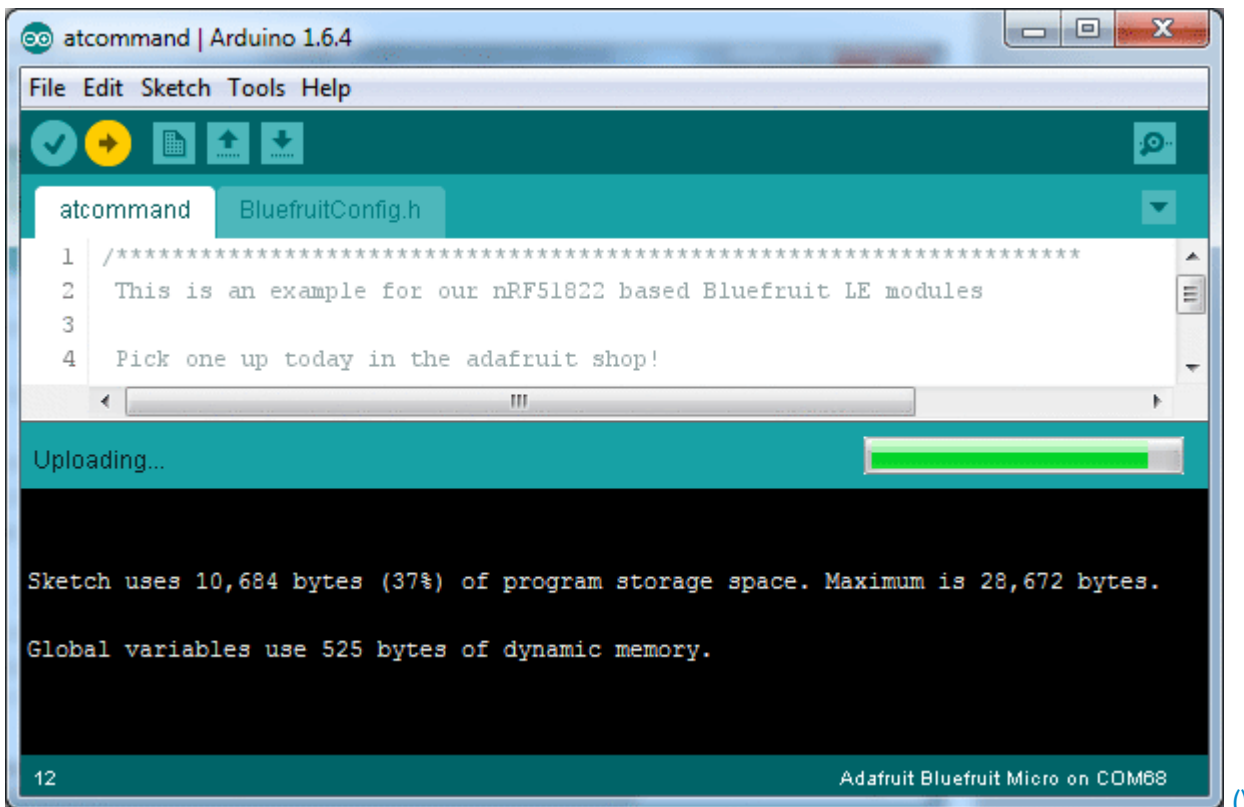 atcommand | Arduino 1.6.4
File Edit Sketch Tools Help
atcommand BluefruitConfig.h
1 /**********************************************************************
2 This is an example for our nRF51822 based Bluefruit LE modules
3
4 Pick one up today in the adafruit shop!
Uploading...
Sketch uses 10,684 bytes (37%) of program storage space. Maximum is 28,672 bytes.
Global variables use 525 bytes of dynamic memory.
12 Adafruit Bluefruit Micro on COM68